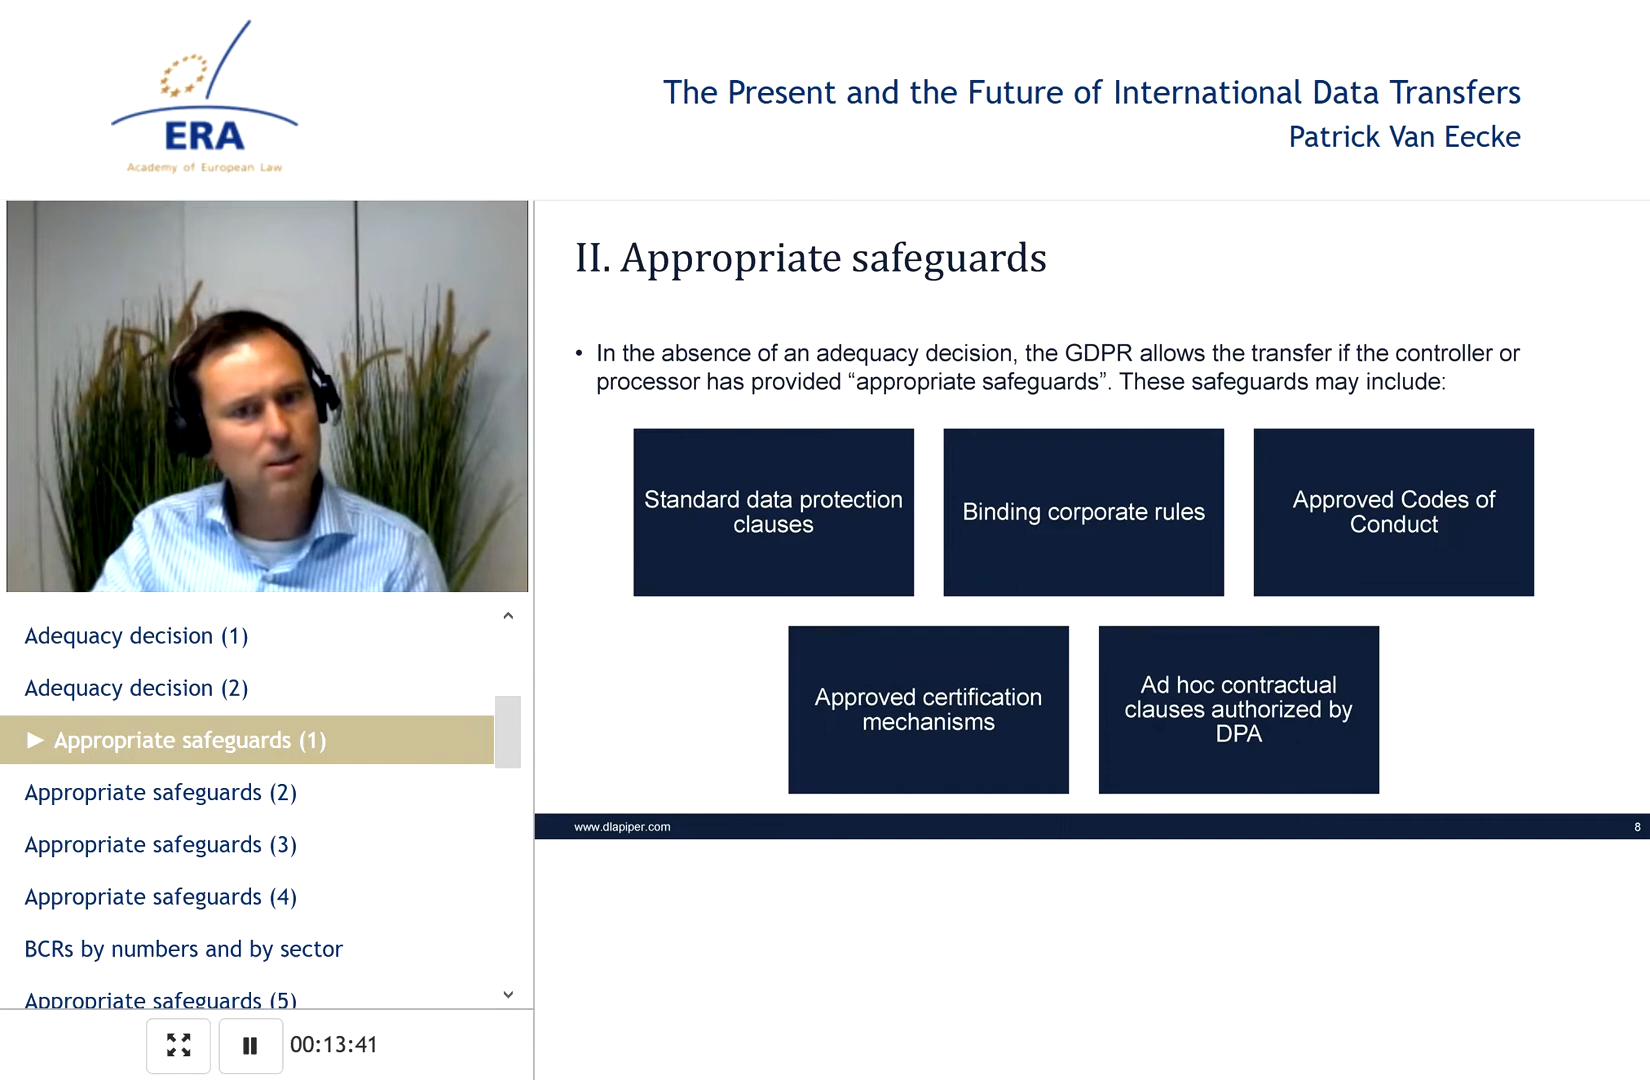 ERA
Academy of European Law
The Present and the Future of International Data Transfers
Patrick Van Eecke
II. Appropriate safeguards
• In the absence of an adequacy decision, the GDPR allows the transfer if the controller or
processor has provided “appropriate safeguards”. These safeguards may include:
Standard data protection
clauses
Binding corporate rules
Approved Codes of
Conduct
Approved certification
mechanisms
Ad hoc contractual
clauses authorized by
DPA
www.dlapiper.com
8
Adequacy decision (1)
Adequacy decision (2)
► Appropriate safeguards (1)
Appropriate safeguards (2)
Appropriate safeguards (3)
Appropriate safeguards (4)
BCRs by numbers and by sector
Appropriate safeguards (5)
00:13:41